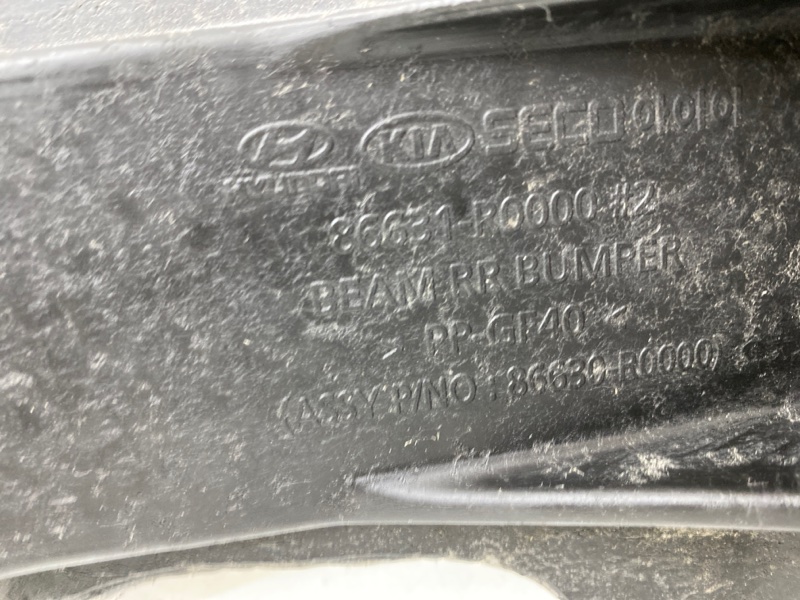 KIA SECO
86631-R0000 #2
BEAM-RR BUMPER
PP-GF40
(ASSY P/NO : 86630-R0000)